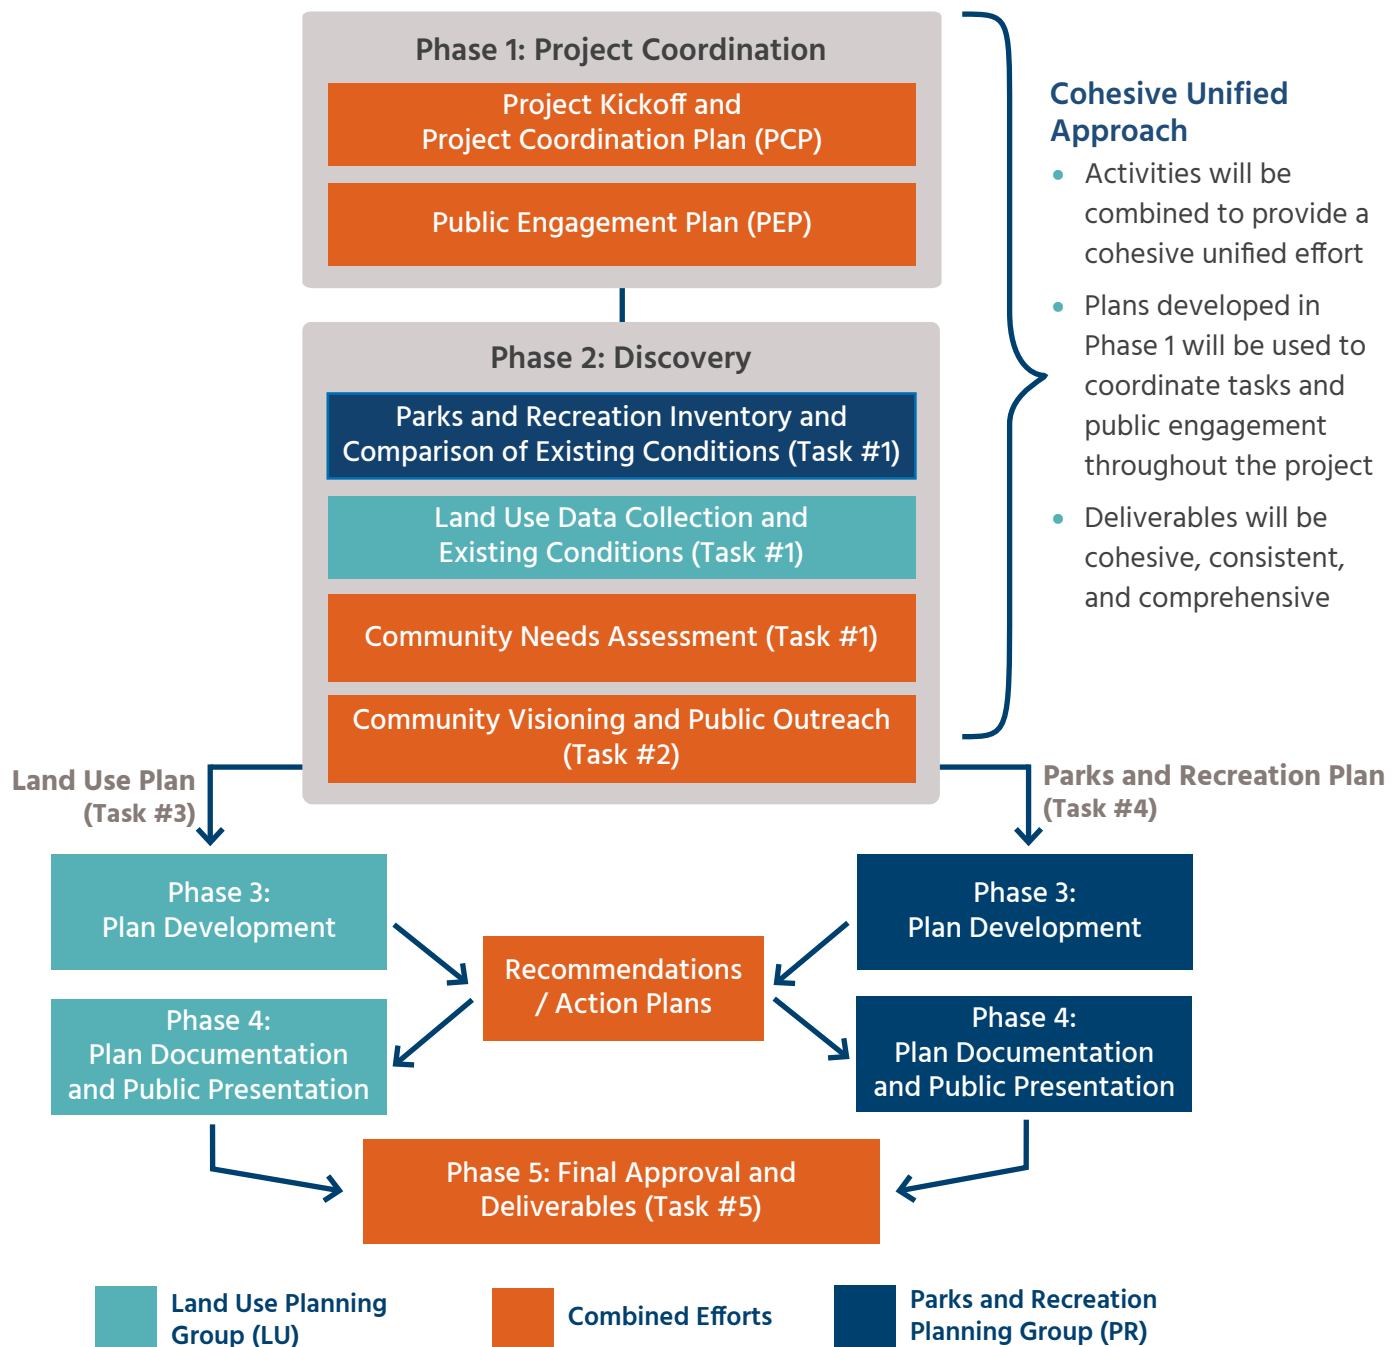 Phase 1: Project Coordination
Project Kickoff and
Project Coordination Plan (PCP)
Public Engagement Plan (PEP)
Cohesive Unified
Approach
• Activities will be
combined to provide a
cohesive unified effort
• Plans developed in
Phase 1 will be used to
coordinate tasks and
public engagement
throughout the project
• Deliverables will be
cohesive, consistent,
and comprehensive
Phase 2: Discovery
Parks and Recreation Inventory and
Comparison of Existing Conditions (Task #1)
Land Use Data Collection and
Existing Conditions (Task #1)
Community Needs Assessment (Task #1)
Community Visioning and Public Outreach
(Task #2)
Land Use Plan
(Task #3)
Parks and Recreation Plan
(Task #4)
Phase 3:
Plan Development
Phase 3:
Plan Development
Recommendations
/ Action Plans
Phase 4:
Plan Documentation
and Public Presentation
Phase 4:
Plan Documentation
and Public Presentation
Phase 5: Final Approval and
Deliverables (Task #5)
Land Use Planning
Group (LU)
Combined Efforts
Parks and Recreation
Planning Group (PR)